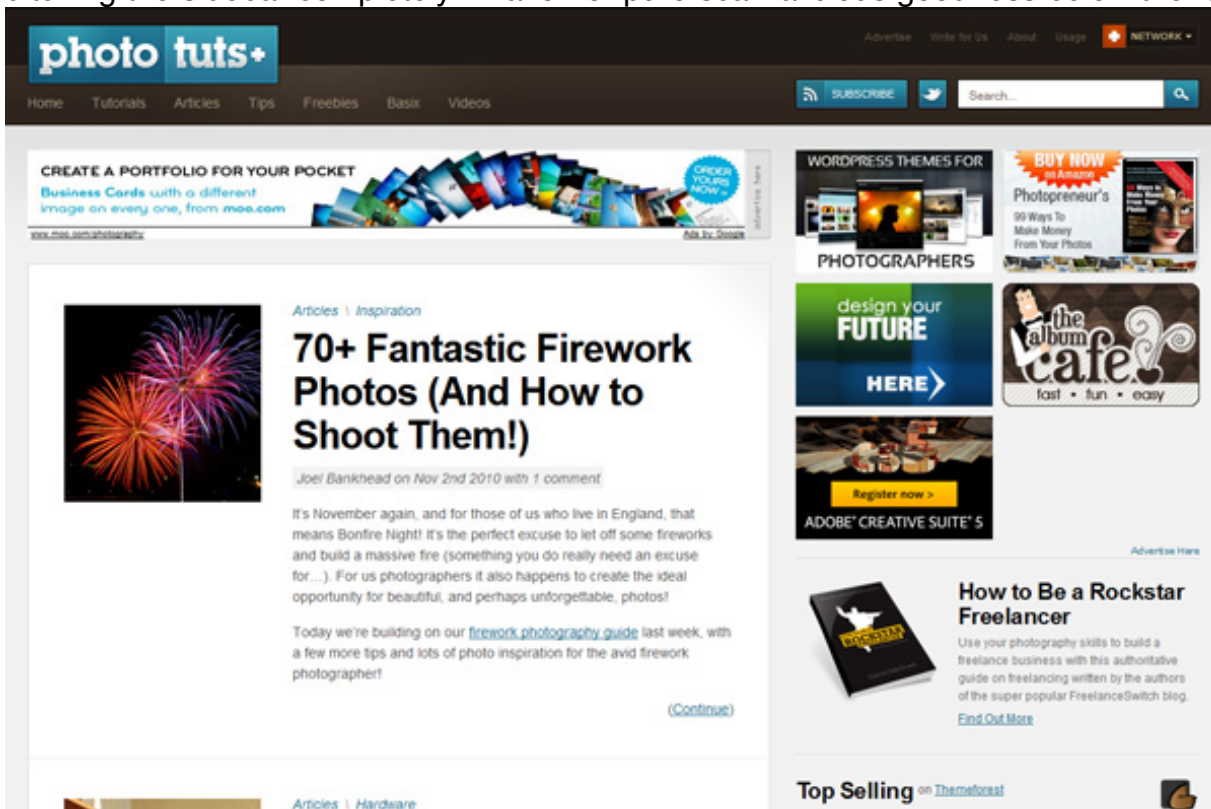 photo tuts+
Advertise Write for Us About Usage NETWORK
Home Tutorials Articles Tips Freebies Basix Videos
SUBSCRIBE
Search...
CREATE A PORTFOLIO FOR YOUR POCKET
Business Cards with a different
image on every one, from moo.com
ORDER
YOURS
NOW »
advertise here
www.moo.com/photography
Ads by Google
WORDPRESS THEMES FOR
PHOTOGRAPHERS
BUY NOW
on Amazon
Photopreneur's
99 Ways To
Make Money
From Your Photos
design your
FUTURE
HERE
the
album
cafe
fast • fun • easy
Register now >
ADOBE® CREATIVE SUITE® 5
Advertise Here
Articles \ Inspiration
70+ Fantastic Firework
Photos (And How to
Shoot Them!)
Joel Bankhead on Nov 2nd 2010 with 1 comment
It's November again, and for those of us who live in England, that
means Bonfire Night! It's the perfect excuse to let off some fireworks
and build a massive fire (something you do really need an excuse
for…). For us photographers it also happens to create the ideal
opportunity for beautiful, and perhaps unforgettable, photos!
Today we're building on our firework photography guide last week, with
a few more tips and lots of photo inspiration for the avid firework
photographer!
(Continue)
ROCKSTAR
How to Be a Rockstar
Freelancer
Use your photography skills to build a
freelance business with this authoritative
guide on freelancing written by the authors
of the super popular FreelanceSwitch blog.
Find Out More
Top Selling on Themeforest
Articles \ Hardware